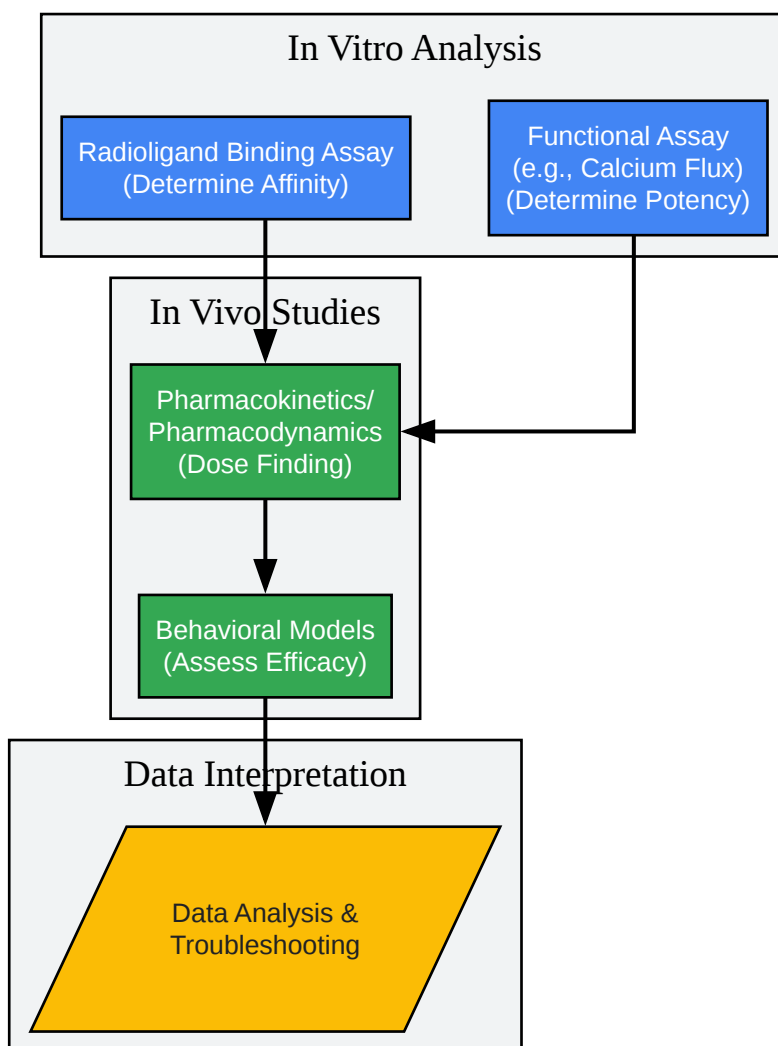 In Vitro Analysis
Radioligand Binding Assay
(Determine Affinity)
Functional Assay
(e.g., Calcium Flux)
(Determine Potency)
In Vivo Studies
Pharmacokinetics/
Pharmacodynamics
(Dose Finding)
Behavioral Models
(Assess Efficacy)
Data Interpretation
Data Analysis &
Troubleshooting